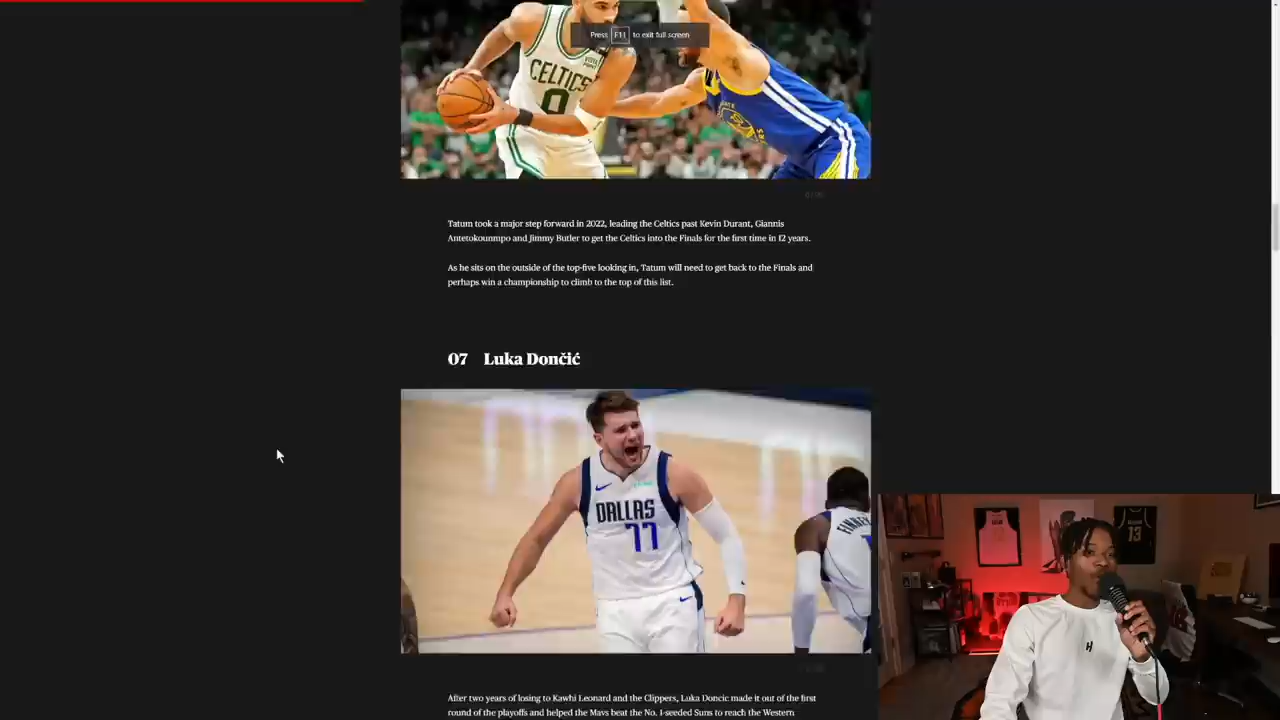 CELTICS
0
Press F11 to exit full screen
Tatum took a major step forward in 2022, leading the Celtics past Kevin Durant, Giannis
Antetokounmpo and Jimmy Butler to get the Celtics into the Finals for the first time in 12 years.
As he sits on the outside of the top-five looking in, Tatum will need to get back to the Finals and
perhaps win a championship to climb to the top of this list.
07 Luka Dončić
DALLAS
77
13
After two years of losing to Kawhi Leonard and the Clippers, Luka Doncic made it out of the first
round of the playoffs and helped the Mavs beat the No. 1-seeded Suns to reach the Western